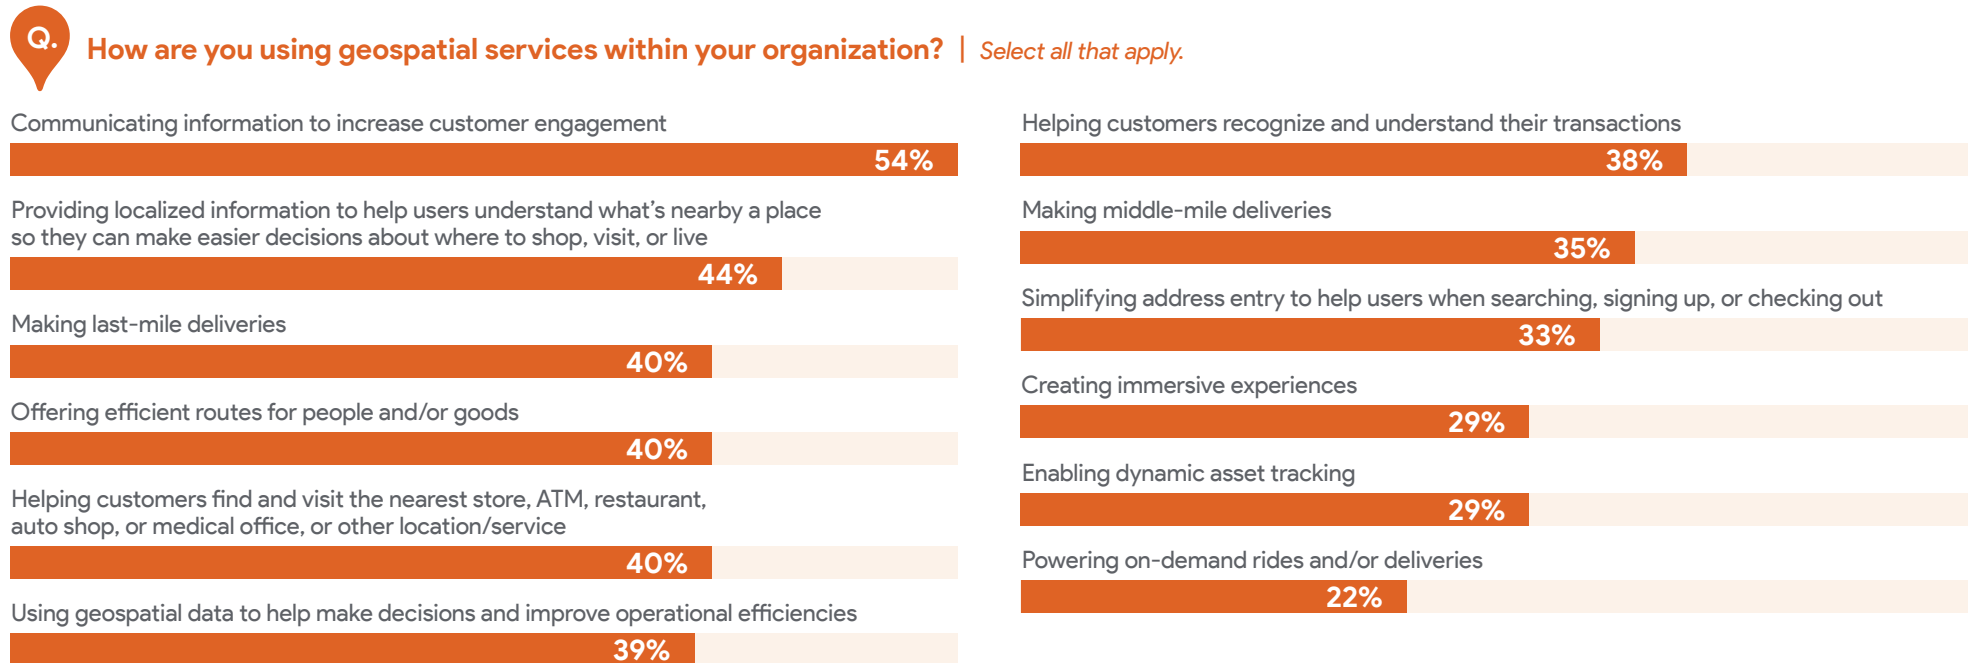 Q.
How are you using geospatial services within your organization? | Select all that apply.
Communicating information to increase customer engagement
54%
Providing localized information to help users understand what’s nearby a place
so they can make easier decisions about where to shop, visit, or live
44%
Making last-mile deliveries
40%
Offering efficient routes for people and/or goods
40%
Helping customers find and visit the nearest store, ATM, restaurant,
auto shop, or medical office, or other location/service
40%
Using geospatial data to help make decisions and improve operational efficiencies
39%
Helping customers recognize and understand their transactions
38%
Making middle-mile deliveries
35%
Simplifying address entry to help users when searching, signing up, or checking out
33%
Creating immersive experiences
29%
Enabling dynamic asset tracking
29%
Powering on-demand rides and/or deliveries
22%